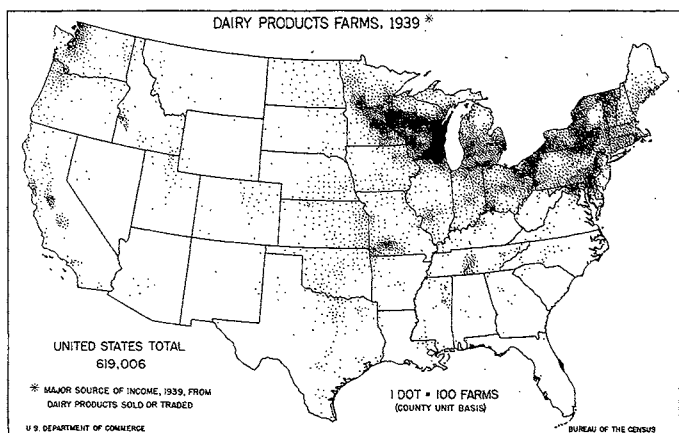 DAIRY PRODUCTS FARMS, 1939 *
UNITED STATES TOTAL
619,006
* MAJOR SOURCE OF INCOME, 1939, FROM
DAIRY PRODUCTS SOLD OR TRADED
1 DOT = 100 FARMS
(COUNTY UNIT BASIS)
U.S. DEPARTMENT OF COMMERCE
BUREAU OF THE CENSUS